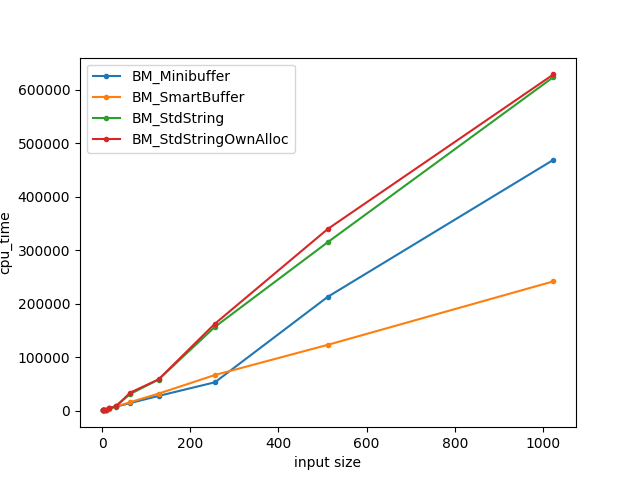 BM_Minibuffer
BM_SmartBuffer
BM_StdString
BM_StdStringOwnAlloc
600000
500000
400000
300000
200000
100000
0
cpu_time
0 200 400 600 800 1000
input size